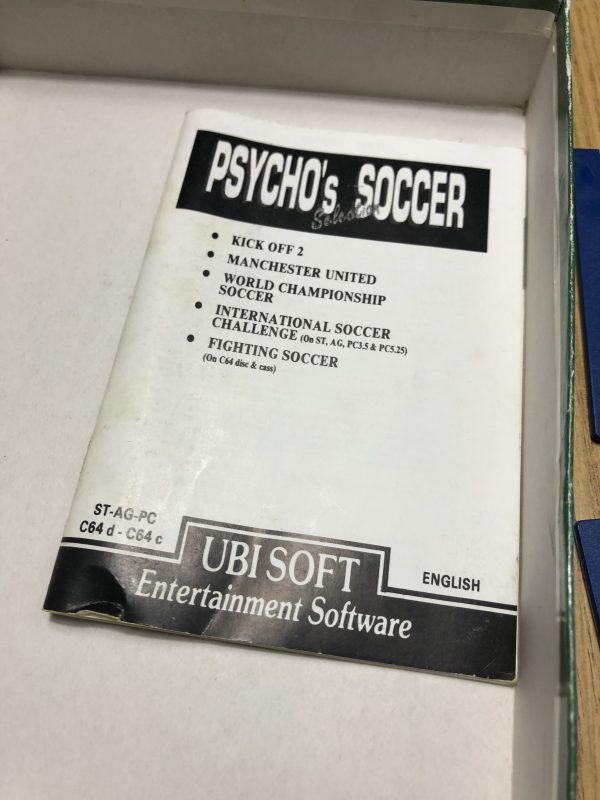 PSYCHO's SOCCER
Selection
• KICK OFF 2
• MANCHESTER UNITED
• WORLD CHAMPIONSHIP
SOCCER
• INTERNATIONAL SOCCER
CHALLENGE (On ST, AG, PC3.5 & PC5.25)
• FIGHTING SOCCER
(On C64 disc & cass)
ST-AG-PC
C64 d - C64 c
UBI SOFT
Entertainment Software
ENGLISH